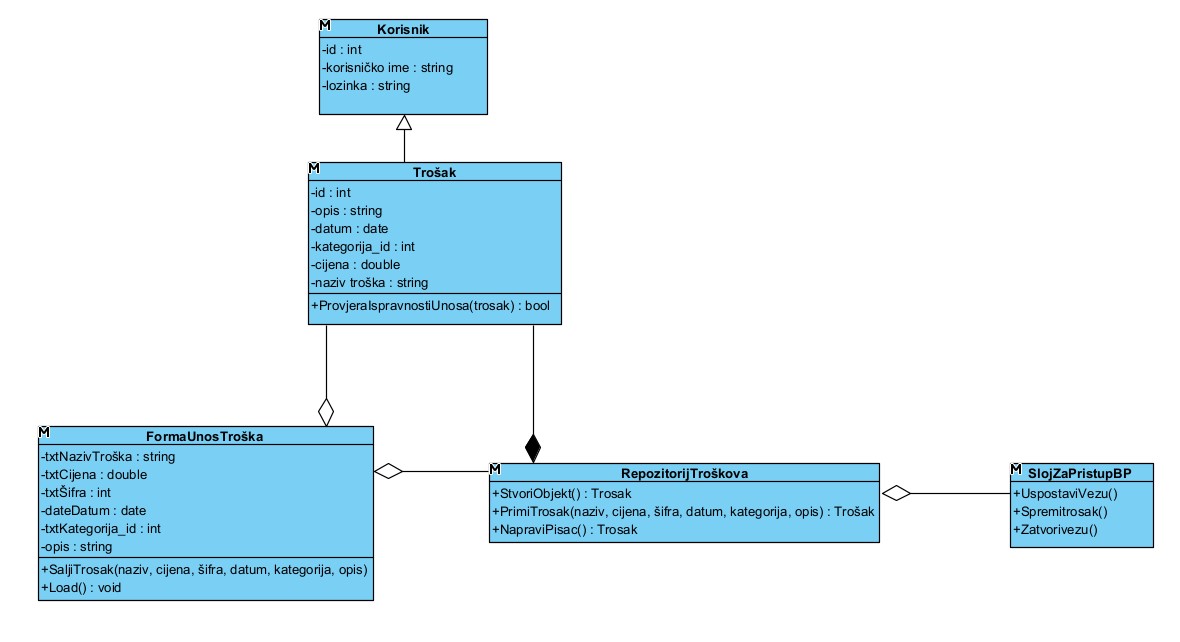 Korisnik
-id : int
-korisničko ime : string
-lozinka : string
Trošak
-id : int
-opis : string
-datum : date
-kategorija_id : int
-cijena : double
-naziv troška : string
+ProvjeraIspravnostiUnosa(trosak) : bool
FormaUnosTroška
-txtNazivTroška : string
-txtCijena : double
-txtŠifra : int
-dateDatum : date
-txtKategorija_id : int
-opis : string
+SaljiTrosak(naziv, cijena, šifra, datum, kategorija, opis)
+Load() : void
RepozitorijTroškova
+StvoriObjekt() : Trosak
+PrimiTrosak(naziv, cijena, šifra, datum, kategorija, opis) : Trošak
+NapraviPisac() : Trosak
SlojZaPristupBP
+UspostaviVezu()
+Spremitrosak()
+Zatvorivezu()